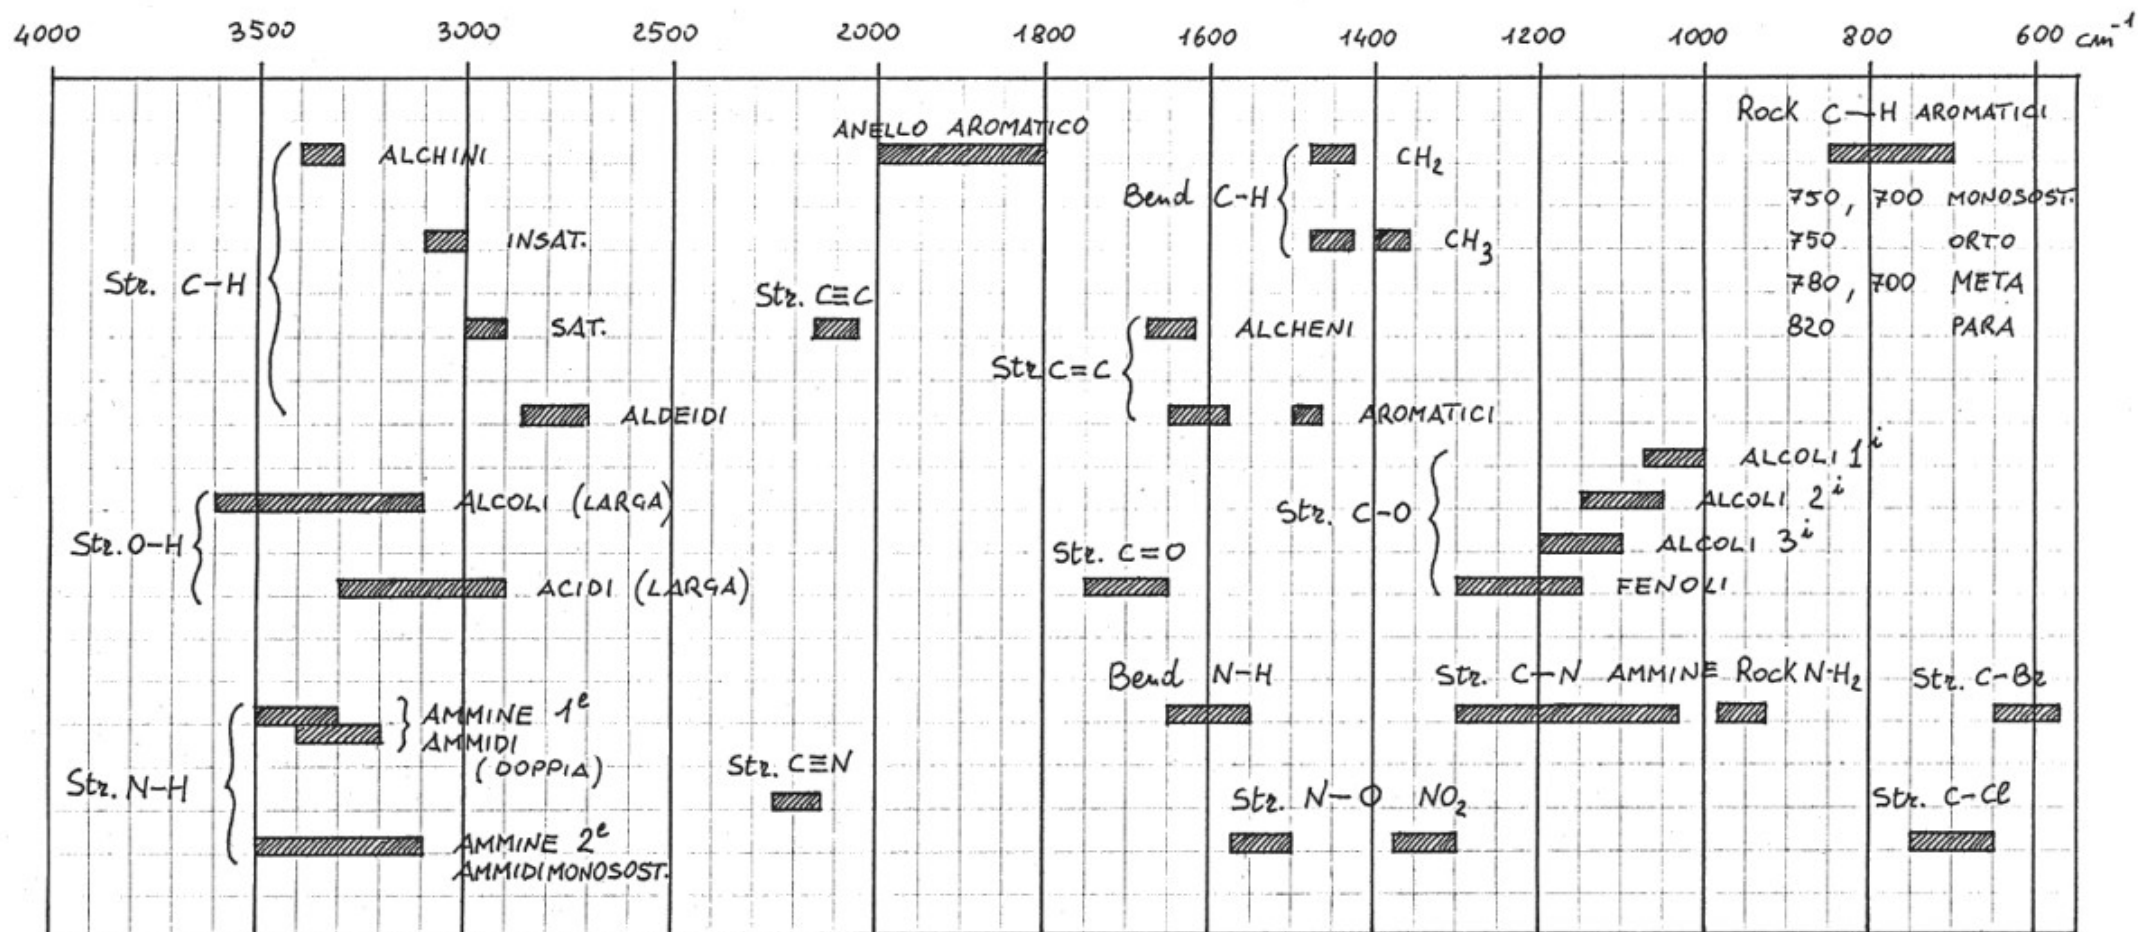 4000 3500 3000 2500 2000 1800 1600 1400 1200 1000 800 600 cm⁻¹
Rock C-H AROMATICI
ANELLO AROMATICO
ALCHINI
CH₂
750, 700 MONOSOST.
Bend C-H
INSAT.
CH₃
750 ORTO
Str. C-H
780, 700 META
Str. C≡C
SAT.
ALCHENI
820 PARA
Str C=C
ALDEIDI
AROMATICI
ALCOLI 1ⁱ
ALCOLI (LARGA)
ALCOLI 2ⁱ
Str. C-O
Str. O-H
ALCOLI 3ⁱ
Str. C=O
ACIDI (LARGA)
FENOLI
Bend N-H
Str. C-N AMMINE
Rock N-H₂
Str. C-Br
AMMINE 1ᵉ
AMMIDI
(DOPPIA)
Str. N-H
Str. C≡N
Str. N-O NO₂
Str. C-Cl
AMMINE 2ᵉ
AMMIDI MONOSOST.